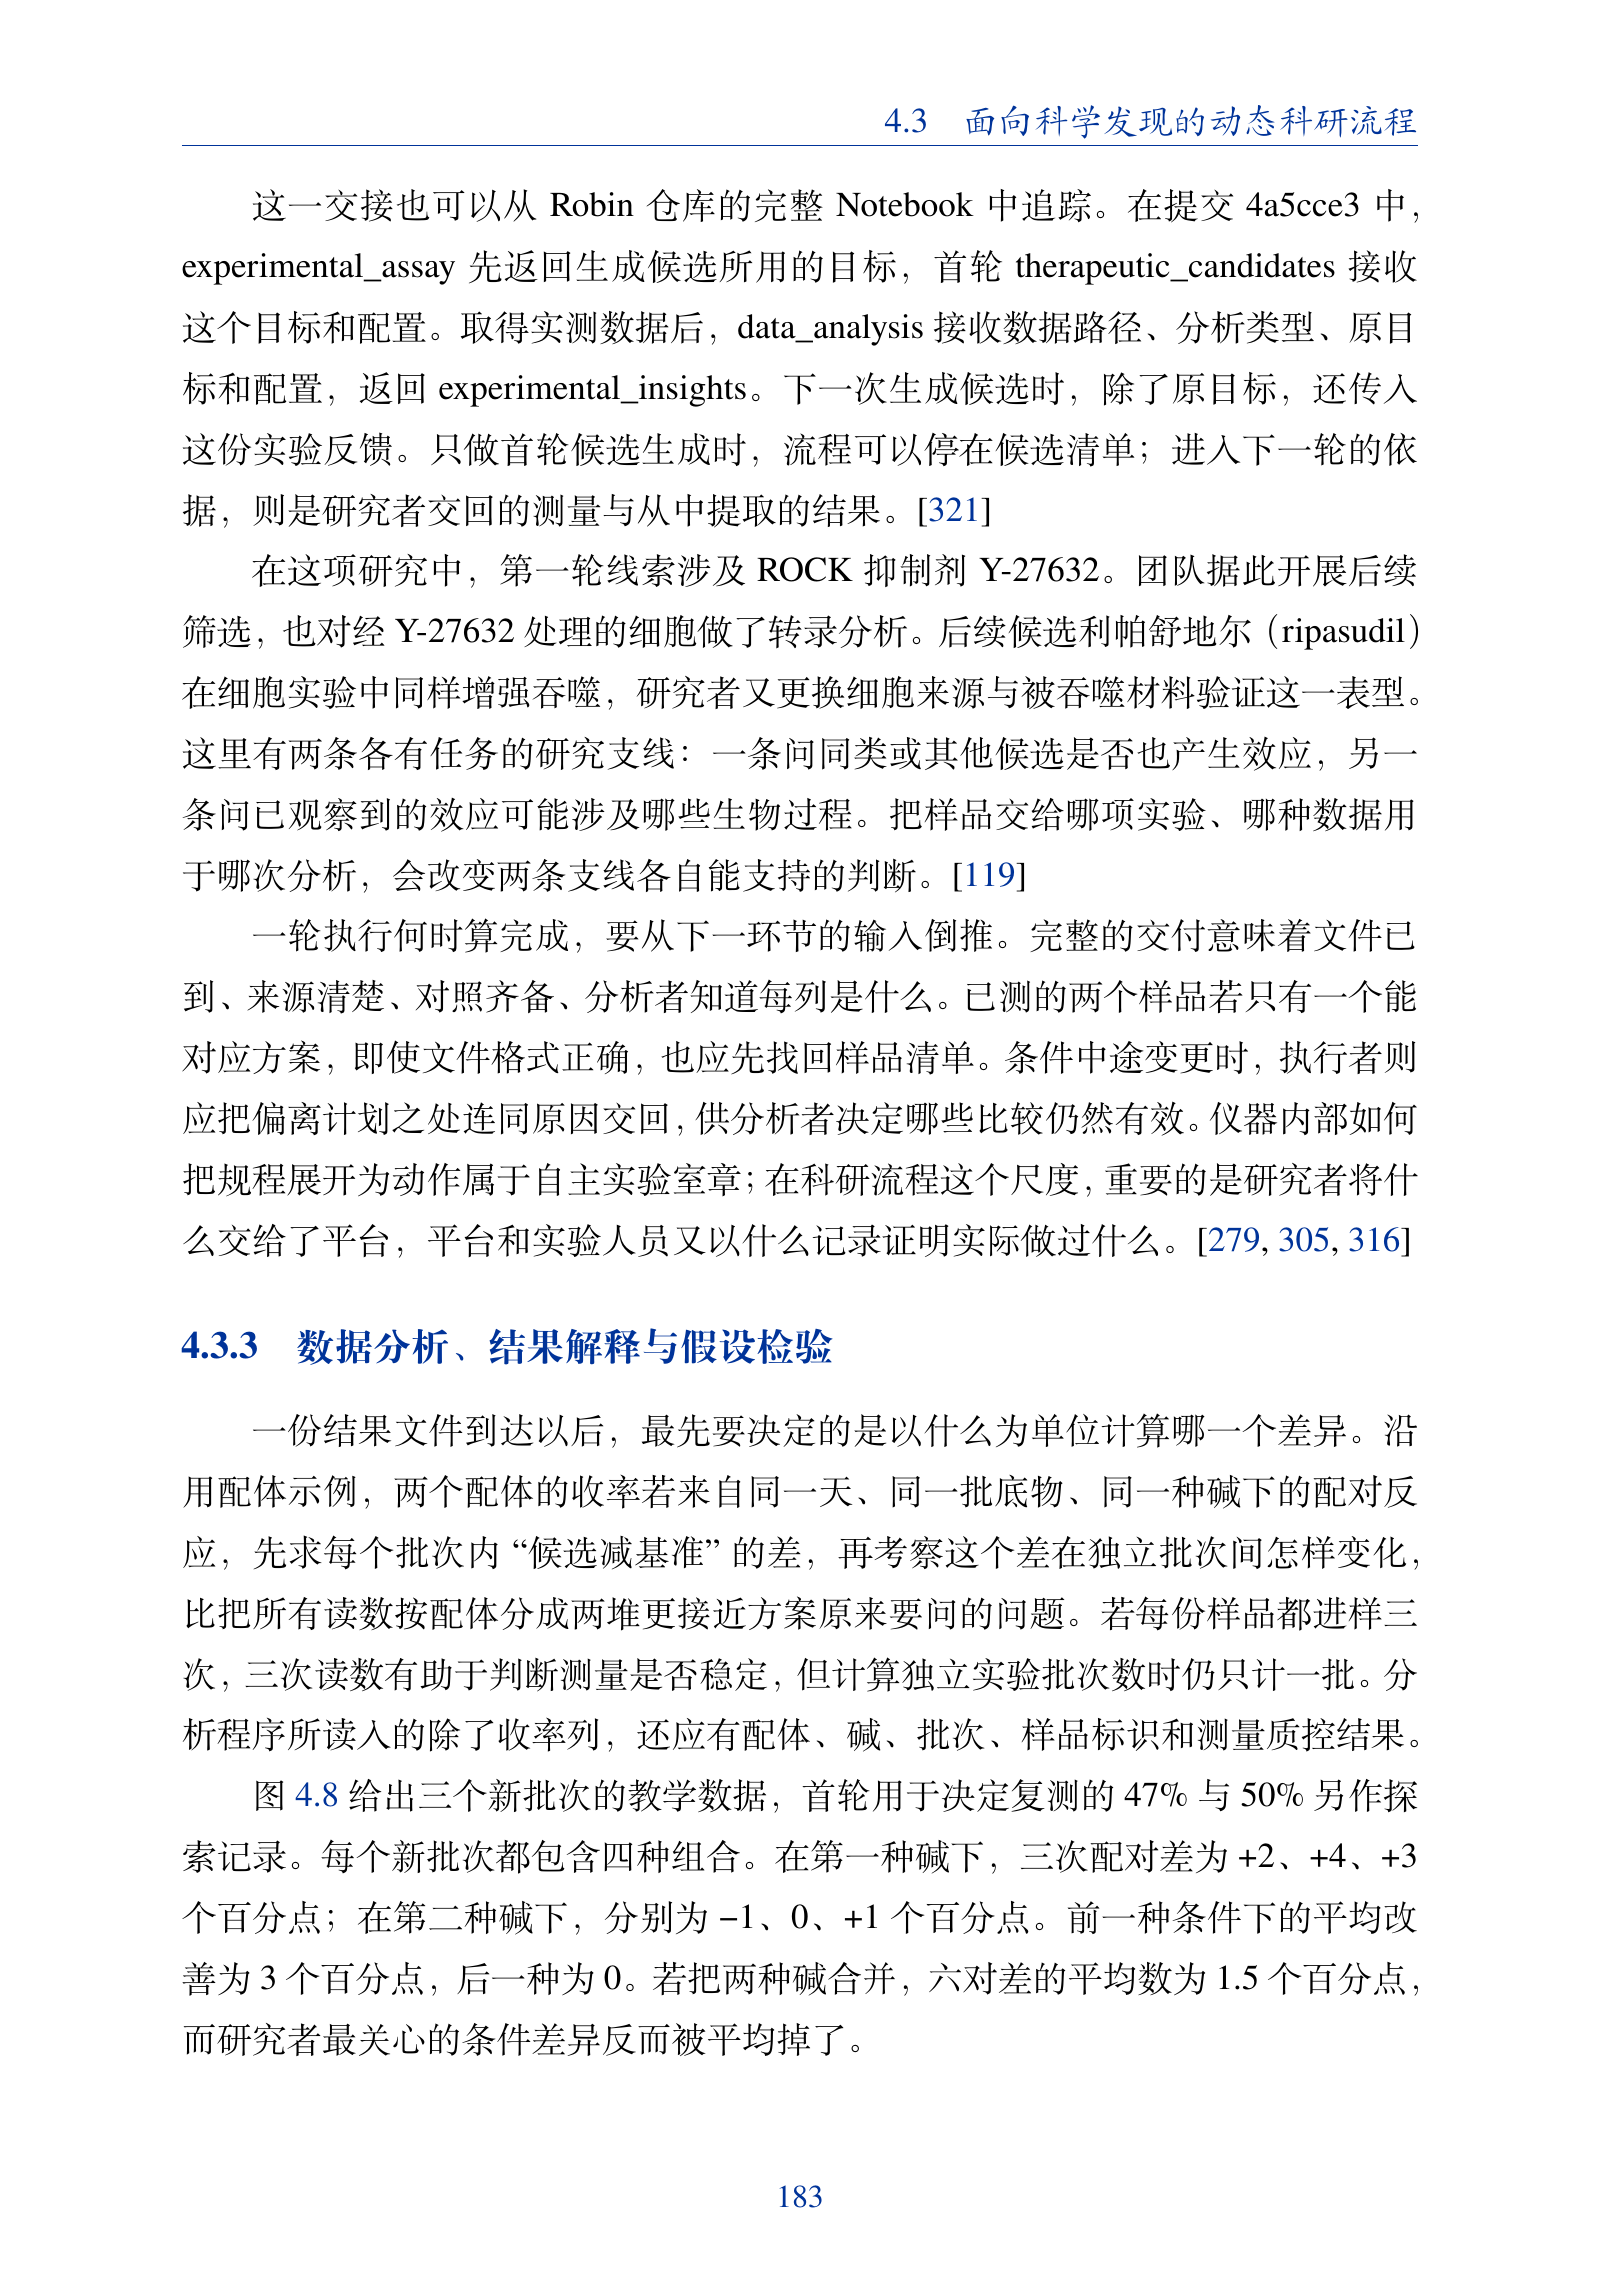 4.3 面向科学发现的动态科研流程
这一交接也可以从 Robin 仓库的完整 Notebook 中追踪。在提交 4a5cce3 中，
experimental_assay 先返回生成候选所用的目标，首轮 therapeutic_candidates 接收
这个目标和配置。取得实测数据后，data_analysis 接收数据路径、分析类型、原目
标和配置，返回 experimental_insights。下一次生成候选时，除了原目标，还传入
这份实验反馈。只做首轮候选生成时，流程可以停在候选清单；进入下一轮的依
据，则是研究者交回的测量与从中提取的结果。[321]
在这项研究中，第一轮线索涉及 ROCK 抑制剂 Y-27632。团队据此开展后续
筛选，也对经 Y-27632 处理的细胞做了转录分析。后续候选利帕舒地尔（ripasudil）
在细胞实验中同样增强吞噬，研究者又更换细胞来源与被吞噬材料验证这一表型。
这里有两条各有任务的研究支线：一条问同类或其他候选是否也产生效应，另一
条问已观察到的效应可能涉及哪些生物过程。把样品交给哪项实验、哪种数据用
于哪次分析，会改变两条支线各自能支持的判断。[119]
一轮执行何时算完成，要从下一环节的输入倒推。完整的交付意味着文件已
到、来源清楚、对照齐备、分析者知道每列是什么。已测的两个样品若只有一个能
对应方案，即使文件格式正确，也应先找回样品清单。条件中途变更时，执行者则
应把偏离计划之处连同原因交回，供分析者决定哪些比较仍然有效。仪器内部如何
把规程展开为动作属于自主实验室章；在科研流程这个尺度，重要的是研究者将什
么交给了平台，平台和实验人员又以什么记录证明实际做过什么。[279, 305, 316]
4.3.3 数据分析、结果解释与假设检验
一份结果文件到达以后，最先要决定的是以什么为单位计算哪一个差异。沿
用配体示例，两个配体的收率若来自同一天、同一批底物、同一种碱下的配对反
应，先求每个批次内 “候选减基准” 的差，再考察这个差在独立批次间怎样变化，
比把所有读数按配体分成两堆更接近方案原来要问的问题。若每份样品都进样三
次，三次读数有助于判断测量是否稳定，但计算独立实验批次数时仍只计一批。分
析程序所读入的除了收率列，还应有配体、碱、批次、样品标识和测量质控结果。
图 4.8 给出三个新批次的教学数据，首轮用于决定复测的 47% 与 50% 另作探
索记录。每个新批次都包含四种组合。在第一种碱下，三次配对差为 +2、+4、+3
个百分点；在第二种碱下，分别为 −1、0、+1 个百分点。前一种条件下的平均改
善为 3 个百分点，后一种为 0。若把两种碱合并，六对差的平均数为 1.5 个百分点，
而研究者最关心的条件差异反而被平均掉了。
183